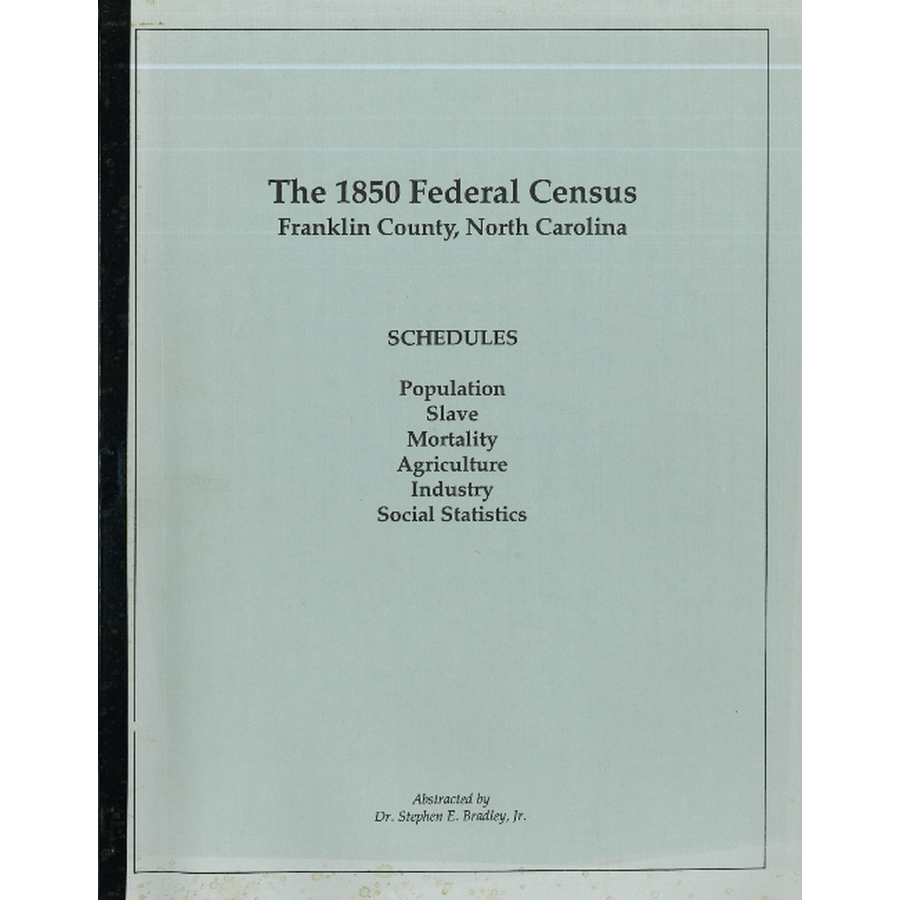 The 1850 Federal Census
Franklin County, North Carolina
SCHEDULES
Population
Slave
Mortality
Agriculture
Industry
Social Statistics
Abstracted by
Dr. Stephen E. Bradley, Jr.